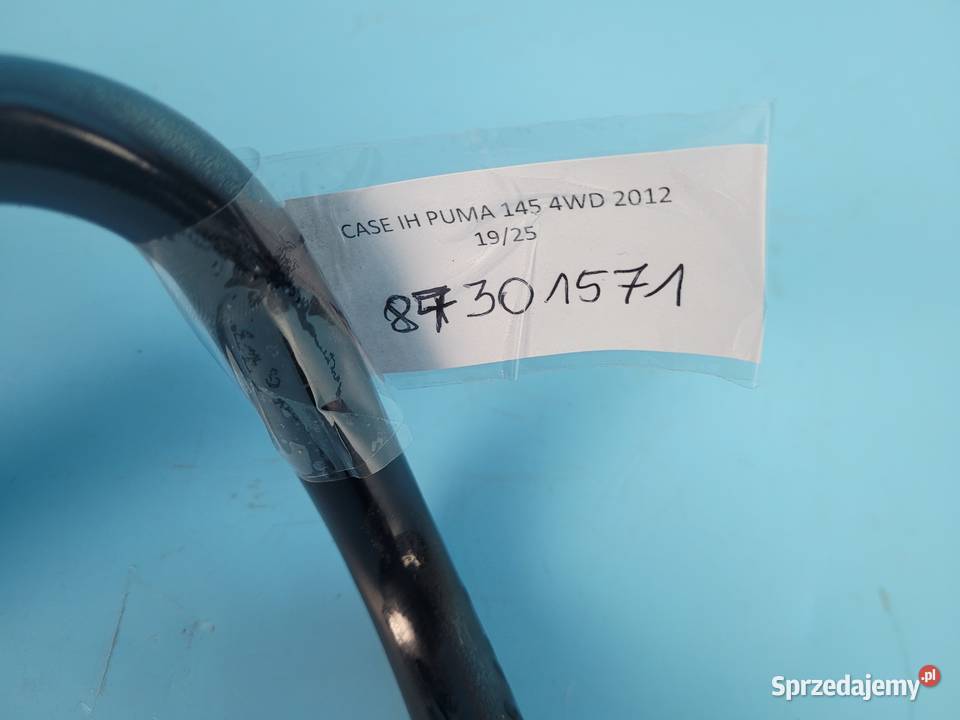 CASE IH PUMA 145 4WD 2012
19/25
87301571
Sprzedajemy.pl